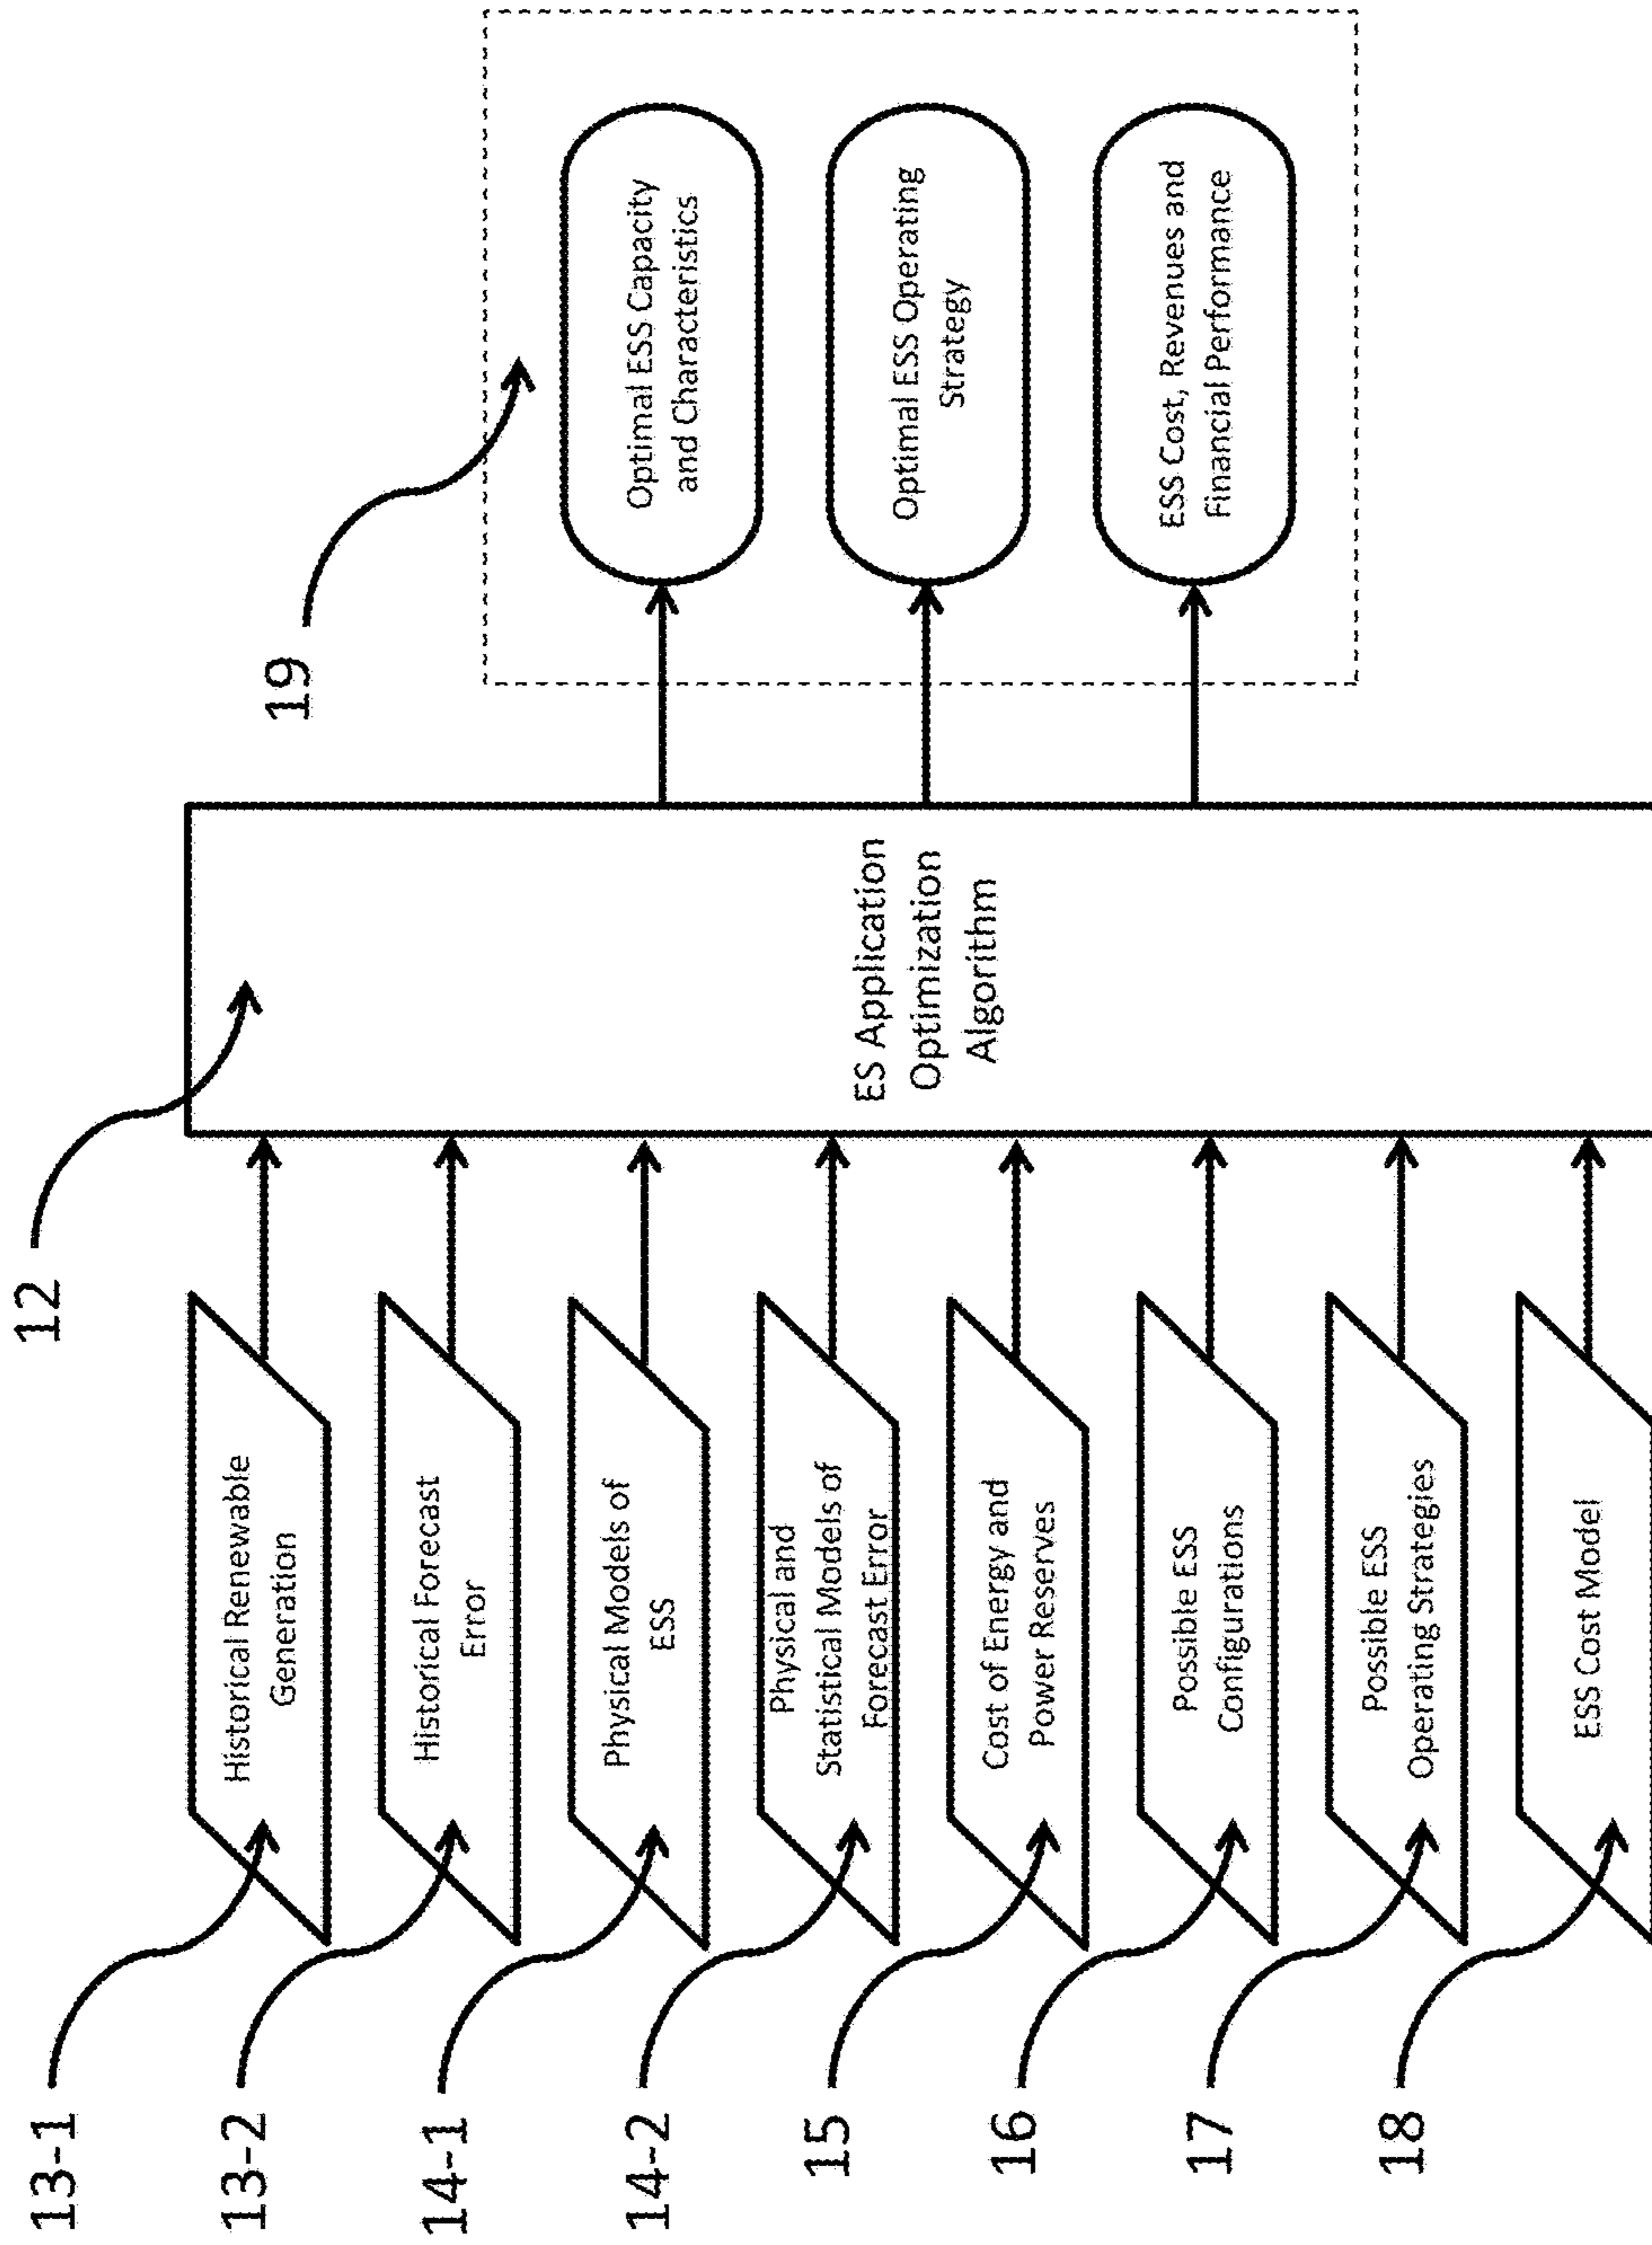 13-1
Historical Renewable
Generation
13-2
Historical Forecast
Error
14-1
Physical Models of
ESS
14-2
Physical and
Statistical Models of
Forecast Error
15
Cost of Energy and
Power Reserves
16
Possible ESS
Configurations
17
Possible ESS
Operating Strategies
18
ESS Cost Model
12
ES Application
Optimization
Algorithm
19
Optimal ESS Capacity
and Characteristics
Optimal ESS Operating
Strategy
ESS Cost, Revenues and
Financial Performance